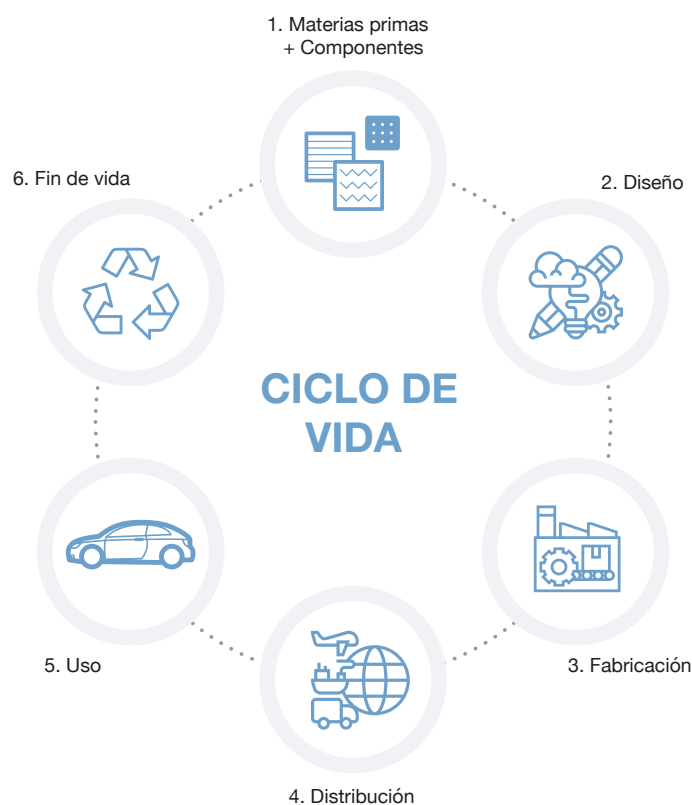 1. Materias primas
+ Componentes
2. Diseño
3. Fabricación
4. Distribución
5. Uso
6. Fin de vida
CICLO DE
VIDA